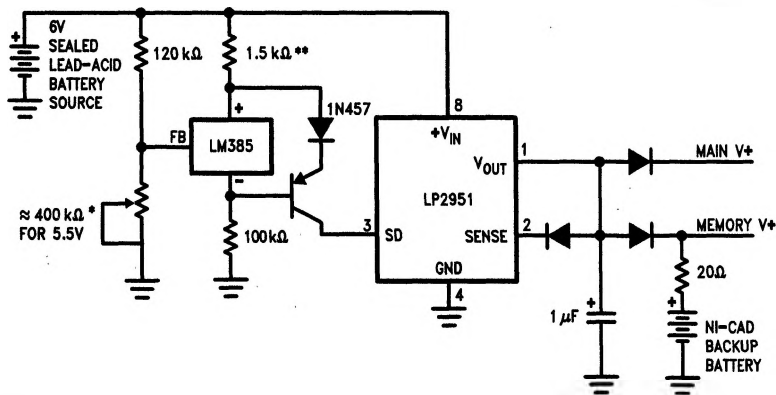 6V
SEALED
LEAD-ACID
BATTERY
SOURCE
120 kΩ
1.5 kΩ **
1N457
FB
LM385
+
-
≈ 400 kΩ *
FOR 5.5V
100kΩ
3
SD
8
+VIN
VOUT
1
LP2951
SENSE
2
GND
4
MAIN V+
MEMORY V+
20Ω
1 μF
NI-CAD
BACKUP
BATTERY